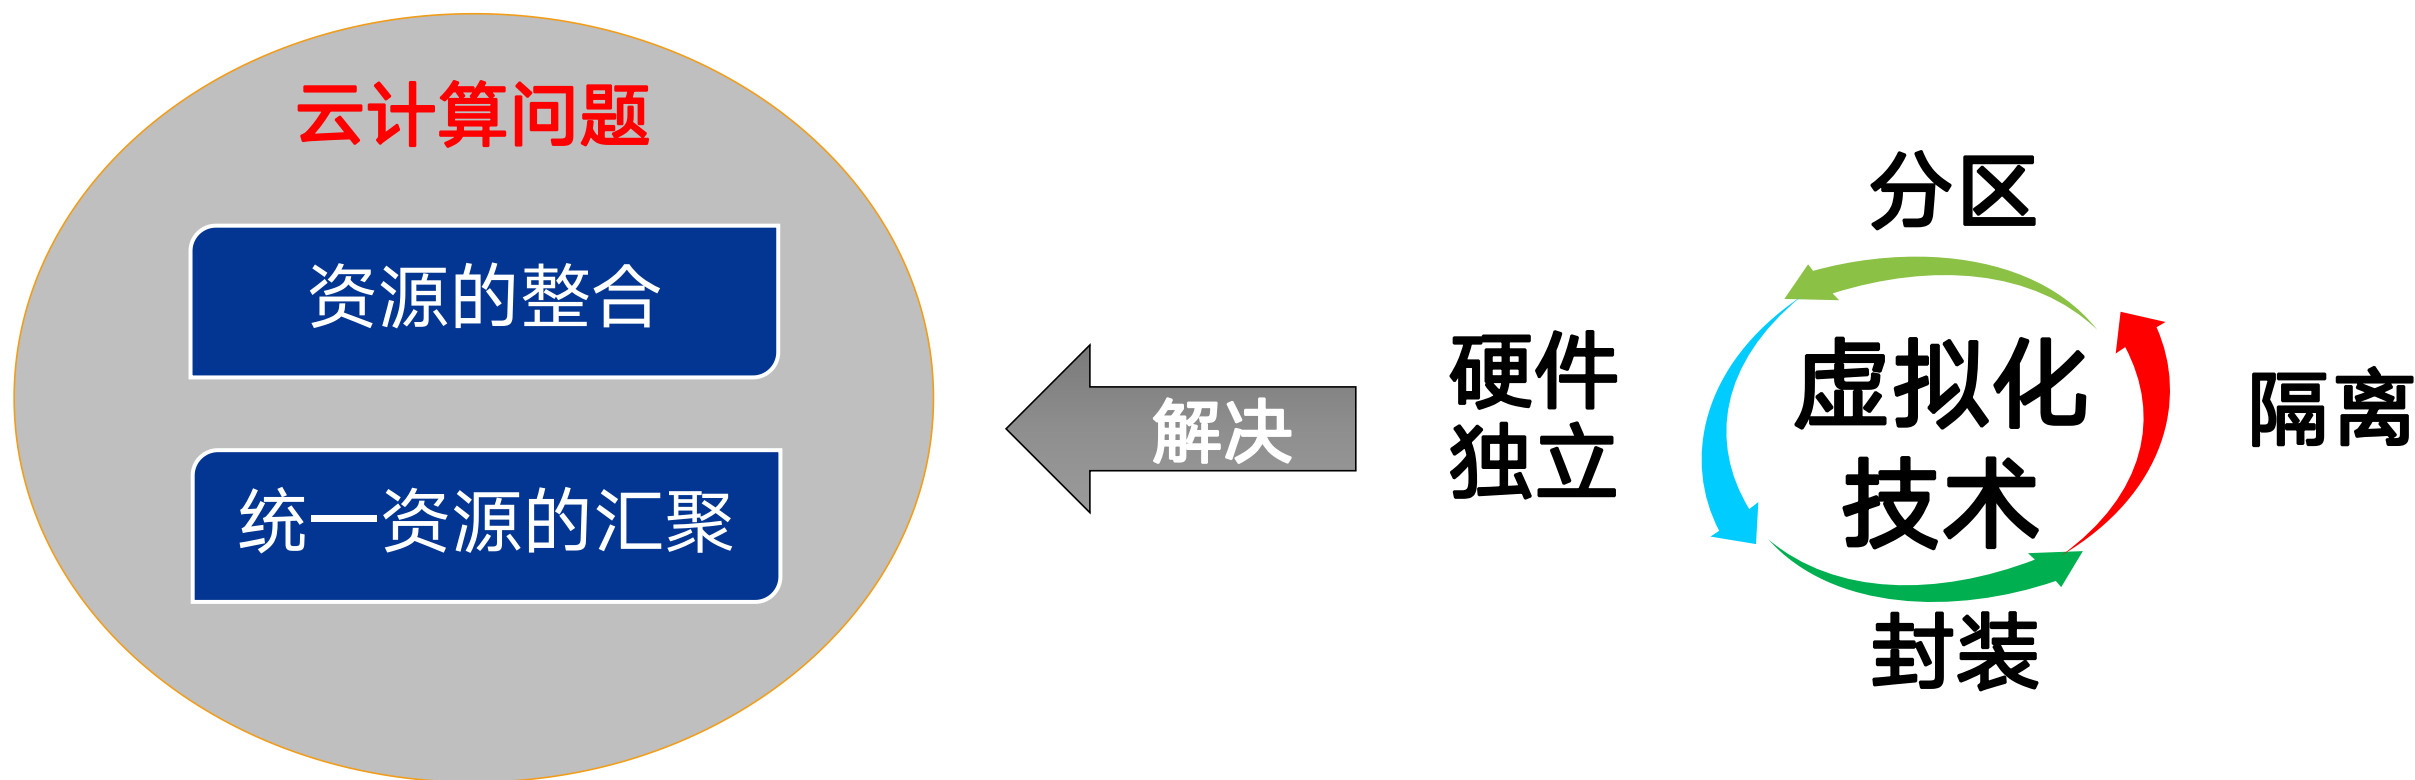 云计算问题
资源的整合
统一资源的汇聚
解决
分区
硬件
独立
虚拟化
技术
隔离
封装